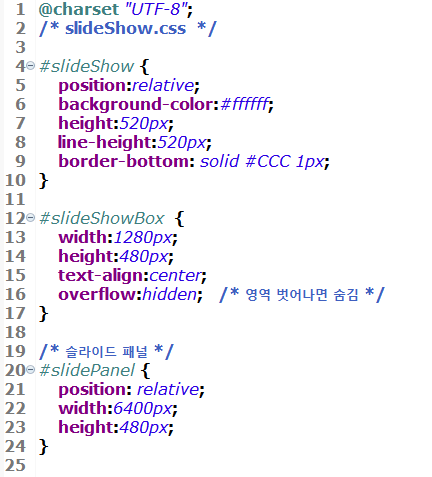 1 @charset "UTF-8";
2 /* slideShow.css */
3
4 #slideShow {
5 position:relative;
6 background-color:#ffffff;
7 height:520px;
8 line-height:520px;
9 border-bottom: solid #CCC 1px;
10 }
11
12 #slideShowBox {
13 width:1280px;
14 height:480px;
15 text-align:center;
16 overflow:hidden; /* 영역 벗어나면 숨김 */
17 }
18
19 /* 슬라이드 패널 */
20 #slidePanel {
21 position: relative;
22 width:6400px;
23 height:480px;
24 }
25